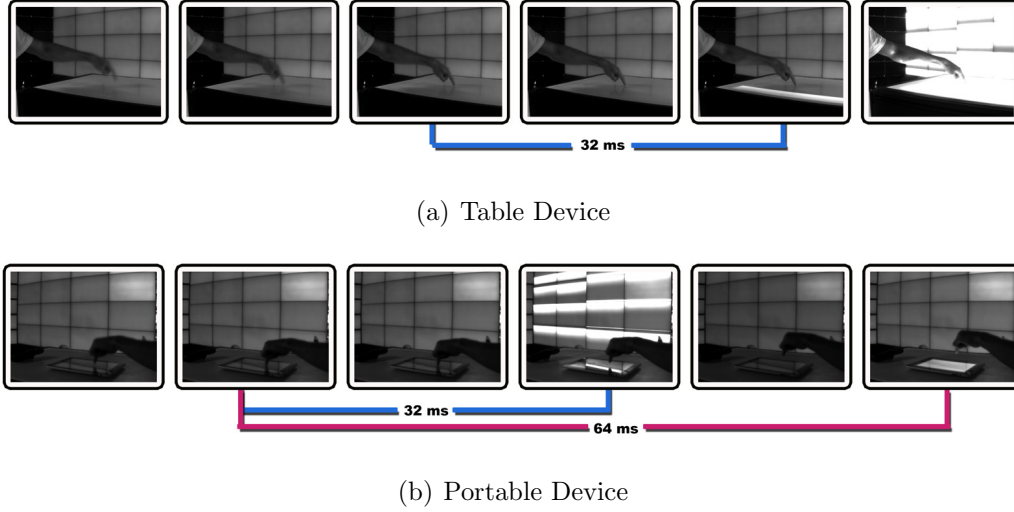 32 ms
(a) Table Device
32 ms
64 ms
(b) Portable Device